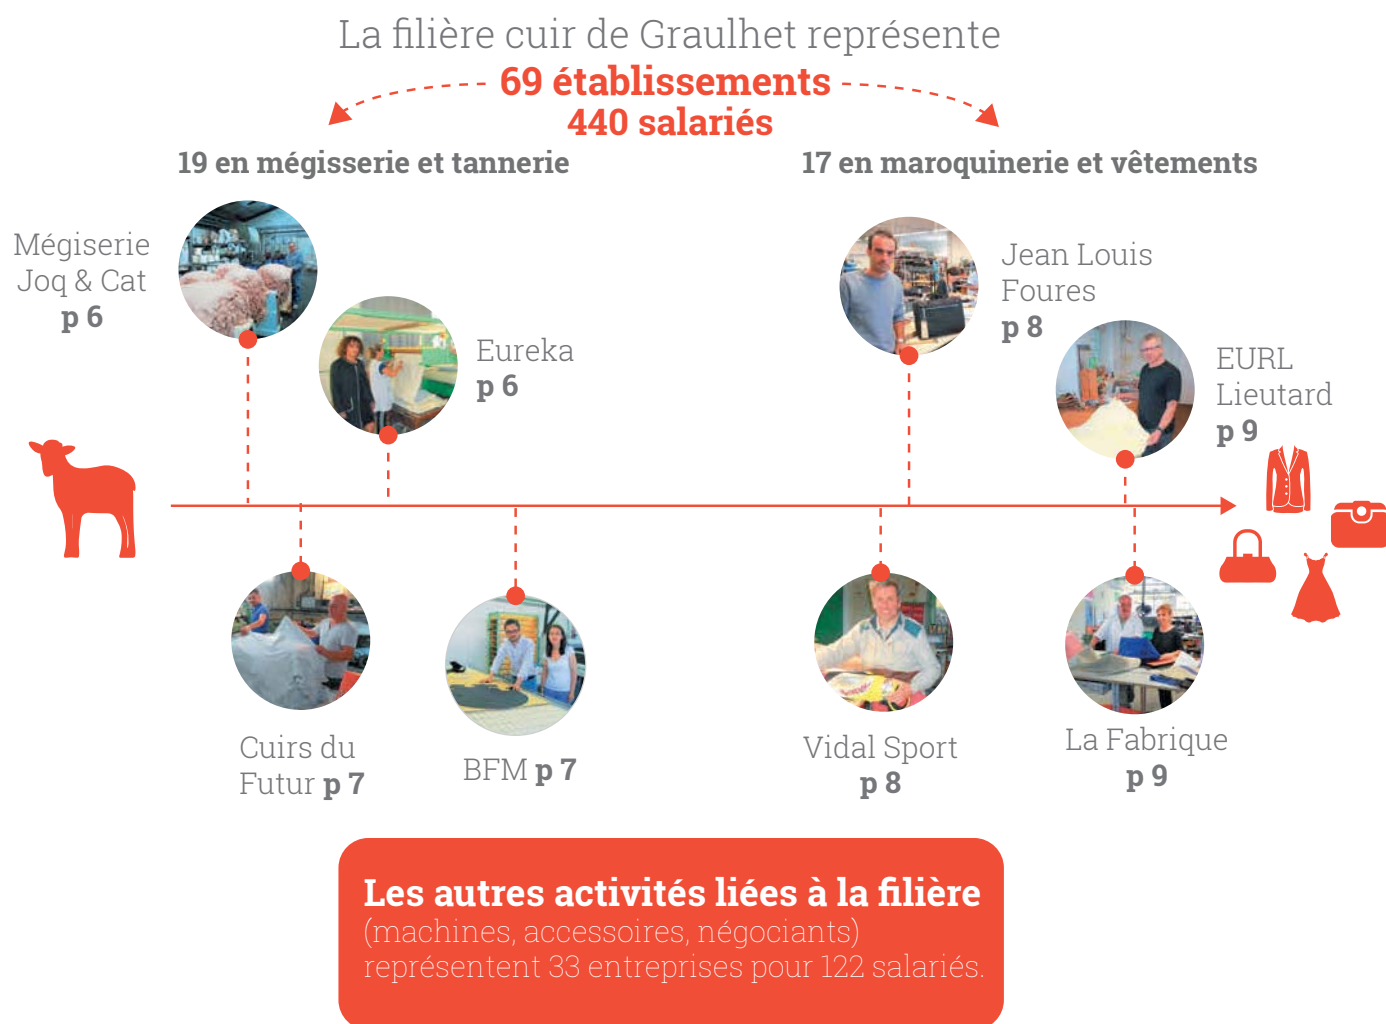 La filière cuir de Graulhet représente
69 établissements
440 salariés
19 en mégisserie et tannerie
17 en maroquinerie et vêtements
Mégiserie
Joq & Cat
p 6
Eureka
p 6
Jean Louis
Foures
p 8
EURL
Lieutard
p 9
Cuirs du
Futur p 7
BFM p 7
Vidal Sport
p 8
La Fabrique
p 9
Les autres activités liées à la filière
(machines, accessoires, négociants)
représentent 33 entreprises pour 122 salariés.